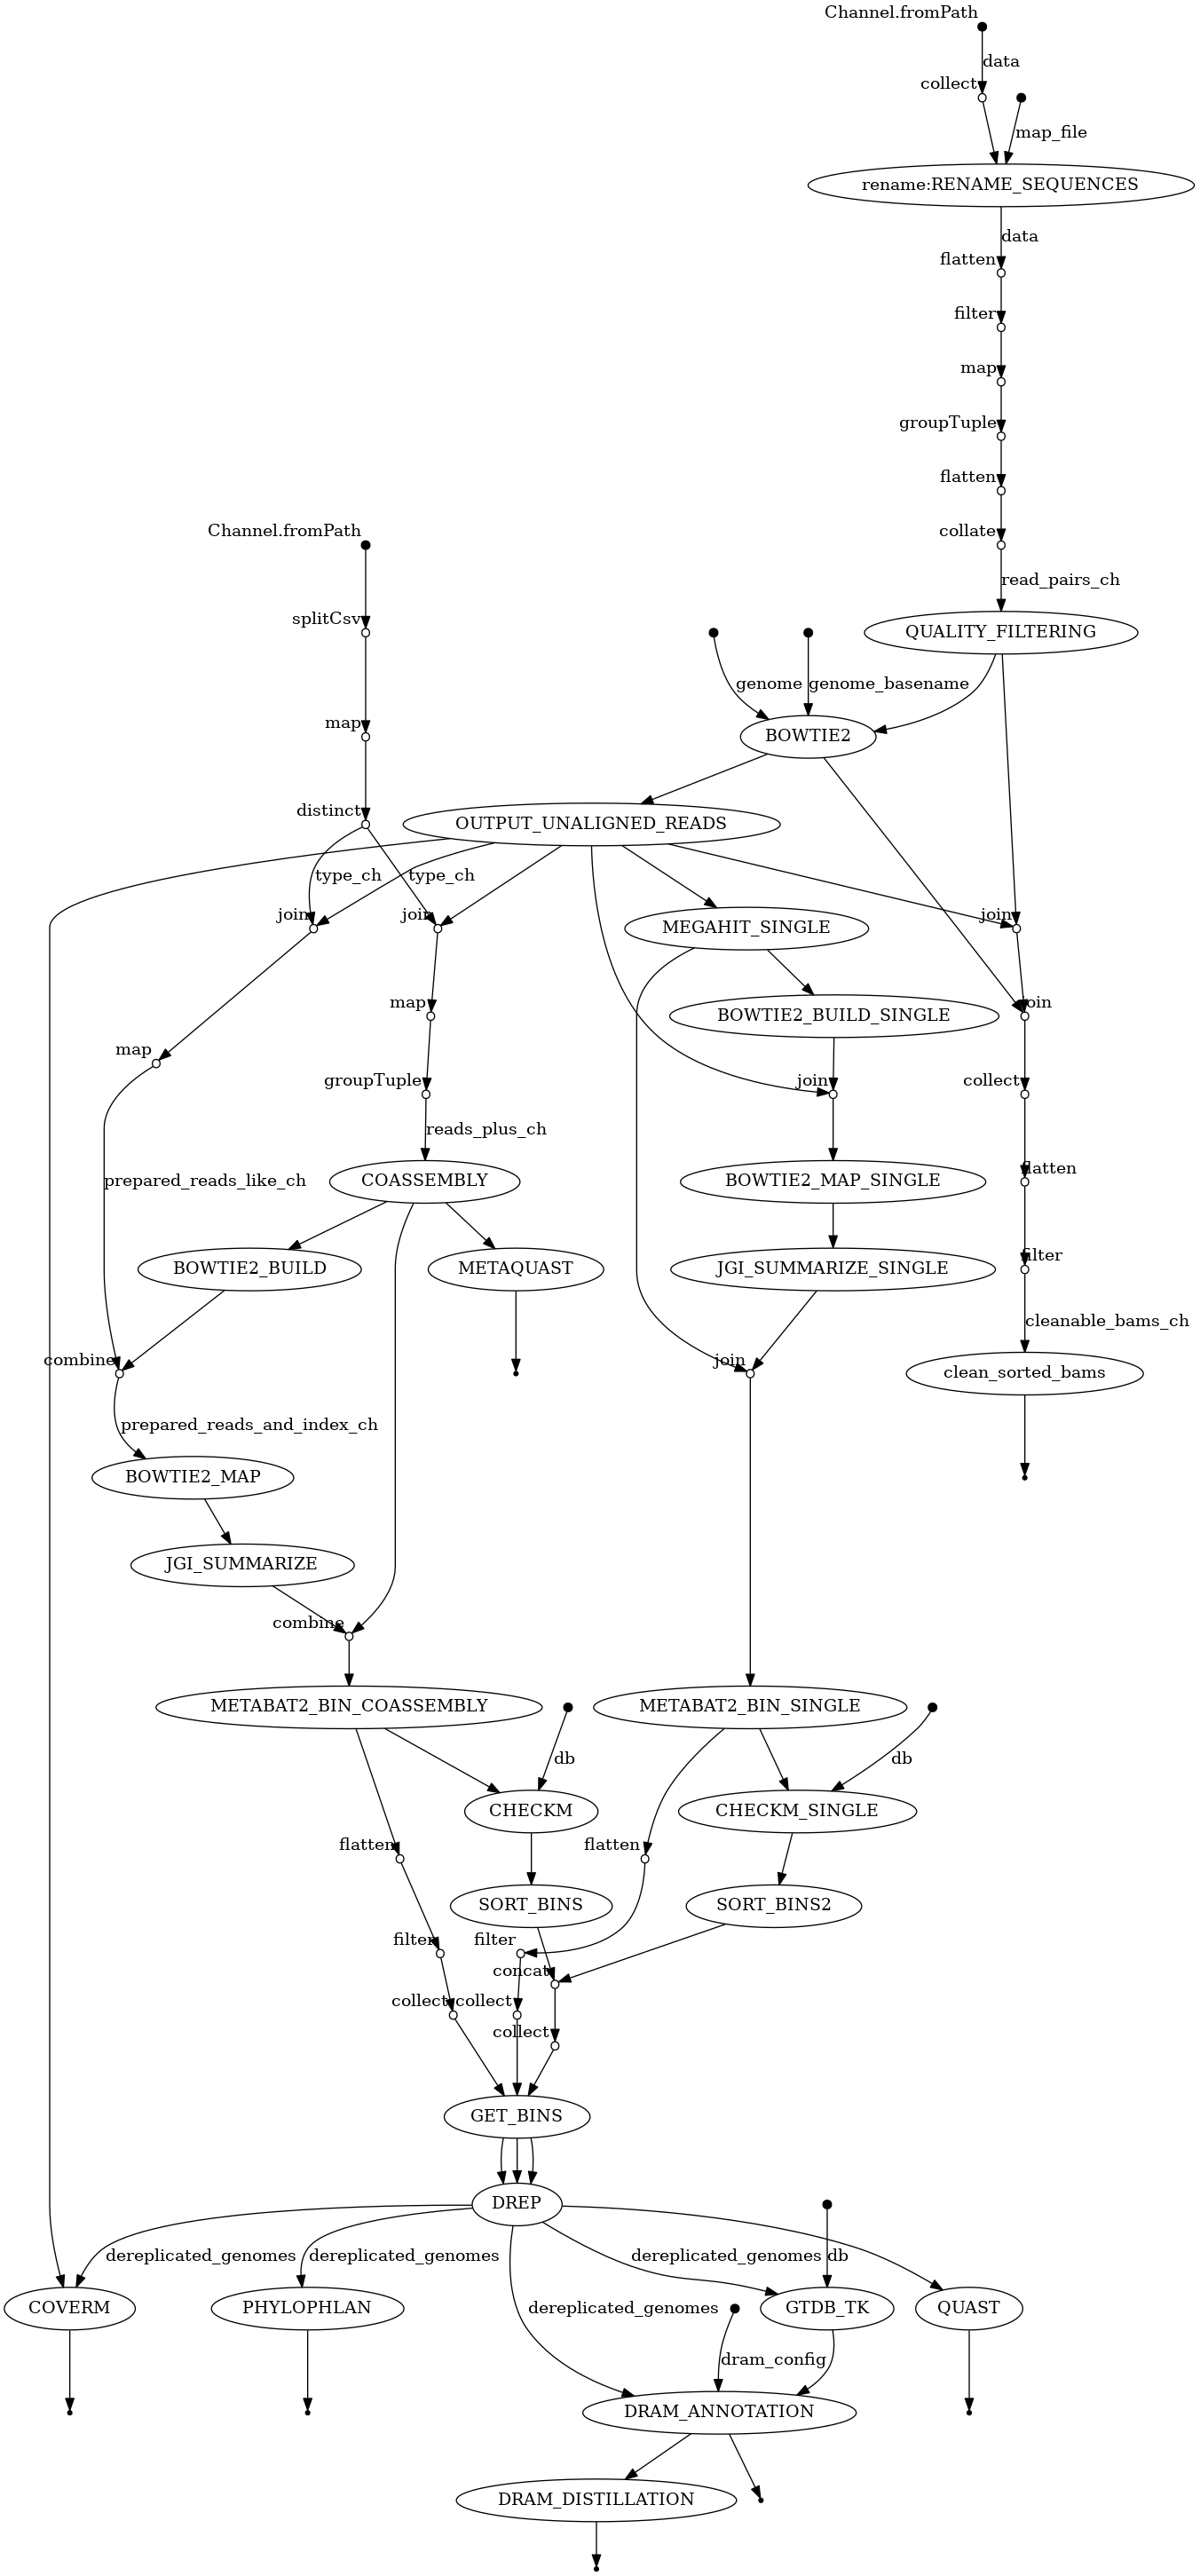 Channel.fromPath
data
collect
map_file
rename:RENAME_SEQUENCES
data
flatten
filter
map
groupTuple
flatten
Channel.fromPath
collate
read_pairs_ch
splitCsv
QUALITY_FILTERING
genome
genome_basename
map
BOWTIE2
distinct
OUTPUT_UNALIGNED_READS
type_ch
type_ch
join
join
MEGAHIT_SINGLE
join
map
BOWTIE2_BUILD_SINGLE
join
map
groupTuple
join
collect
reads_plus_ch
prepared_reads_like_ch
COASSEMBLY
BOWTIE2_MAP_SINGLE
flatten
BOWTIE2_BUILD
METAQUAST
JGI_SUMMARIZE_SINGLE
filter
cleanable_bams_ch
combine
join
clean_sorted_bams
prepared_reads_and_index_ch
BOWTIE2_MAP
JGI_SUMMARIZE
combine
METABAT2_BIN_COASSEMBLY
METABAT2_BIN_SINGLE
db
db
CHECKM
CHECKM_SINGLE
flatten
flatten
SORT_BINS
SORT_BINS2
filter
filter
concat
collect
collect
collect
GET_BINS
DREP
dereplicated_genomes
dereplicated_genomes
dereplicated_genomes
db
COVERM
PHYLOPHLAN
dereplicated_genomes
GTDB_TK
QUAST
dram_config
DRAM_ANNOTATION
DRAM_DISTILLATION